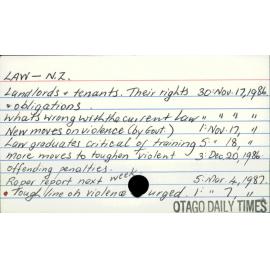 LAW - N.Z.
Landlords + tenants. Their rights 30: Nov. 17, 1986
+ obligations.
What's wrong with the current law " " " "
New moves on violence (by Govt.) 1: Nov. 17, "
Law graduates critical of training 5: " 18, "
More moves to toughen violent 3: Dec. 20, 1986
offending penalties.
Roper report next week 5: Mar 4, 1987.
• Tough line on violence urged. 1: " 7, "
OTAGO DAILY TIMES